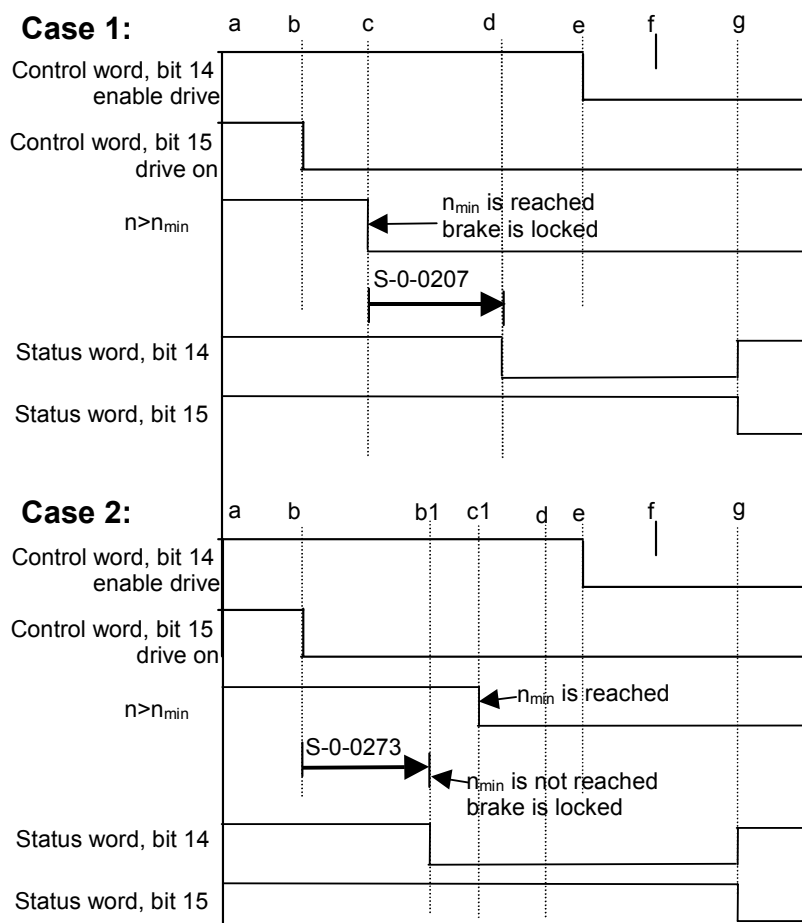 Case 1:
a b c d e f g
Control word, bit 14
enable drive
Control word, bit 15
drive on
n>nmin
nmin is reached
brake is locked
S-0-0207
Status word, bit 14
Status word, bit 15
Case 2:
a b b1 c1 d e f g
Control word, bit 14
enable drive
Control word, bit 15
drive on
n>nmin
nmin is reached
S-0-0273
nmin is not reached
brake is locked
Status word, bit 14
Status word, bit 15